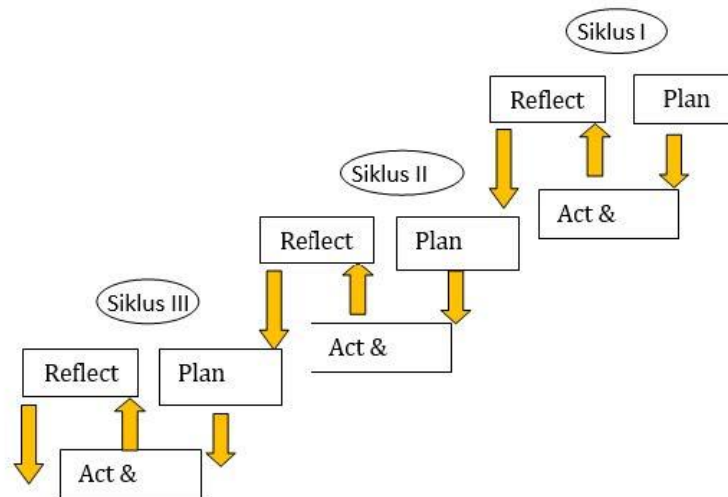 Siklus I
Reflect
Plan
Act &
Siklus II
Reflect
Plan
Act &
Siklus III
Reflect
Plan
Act &